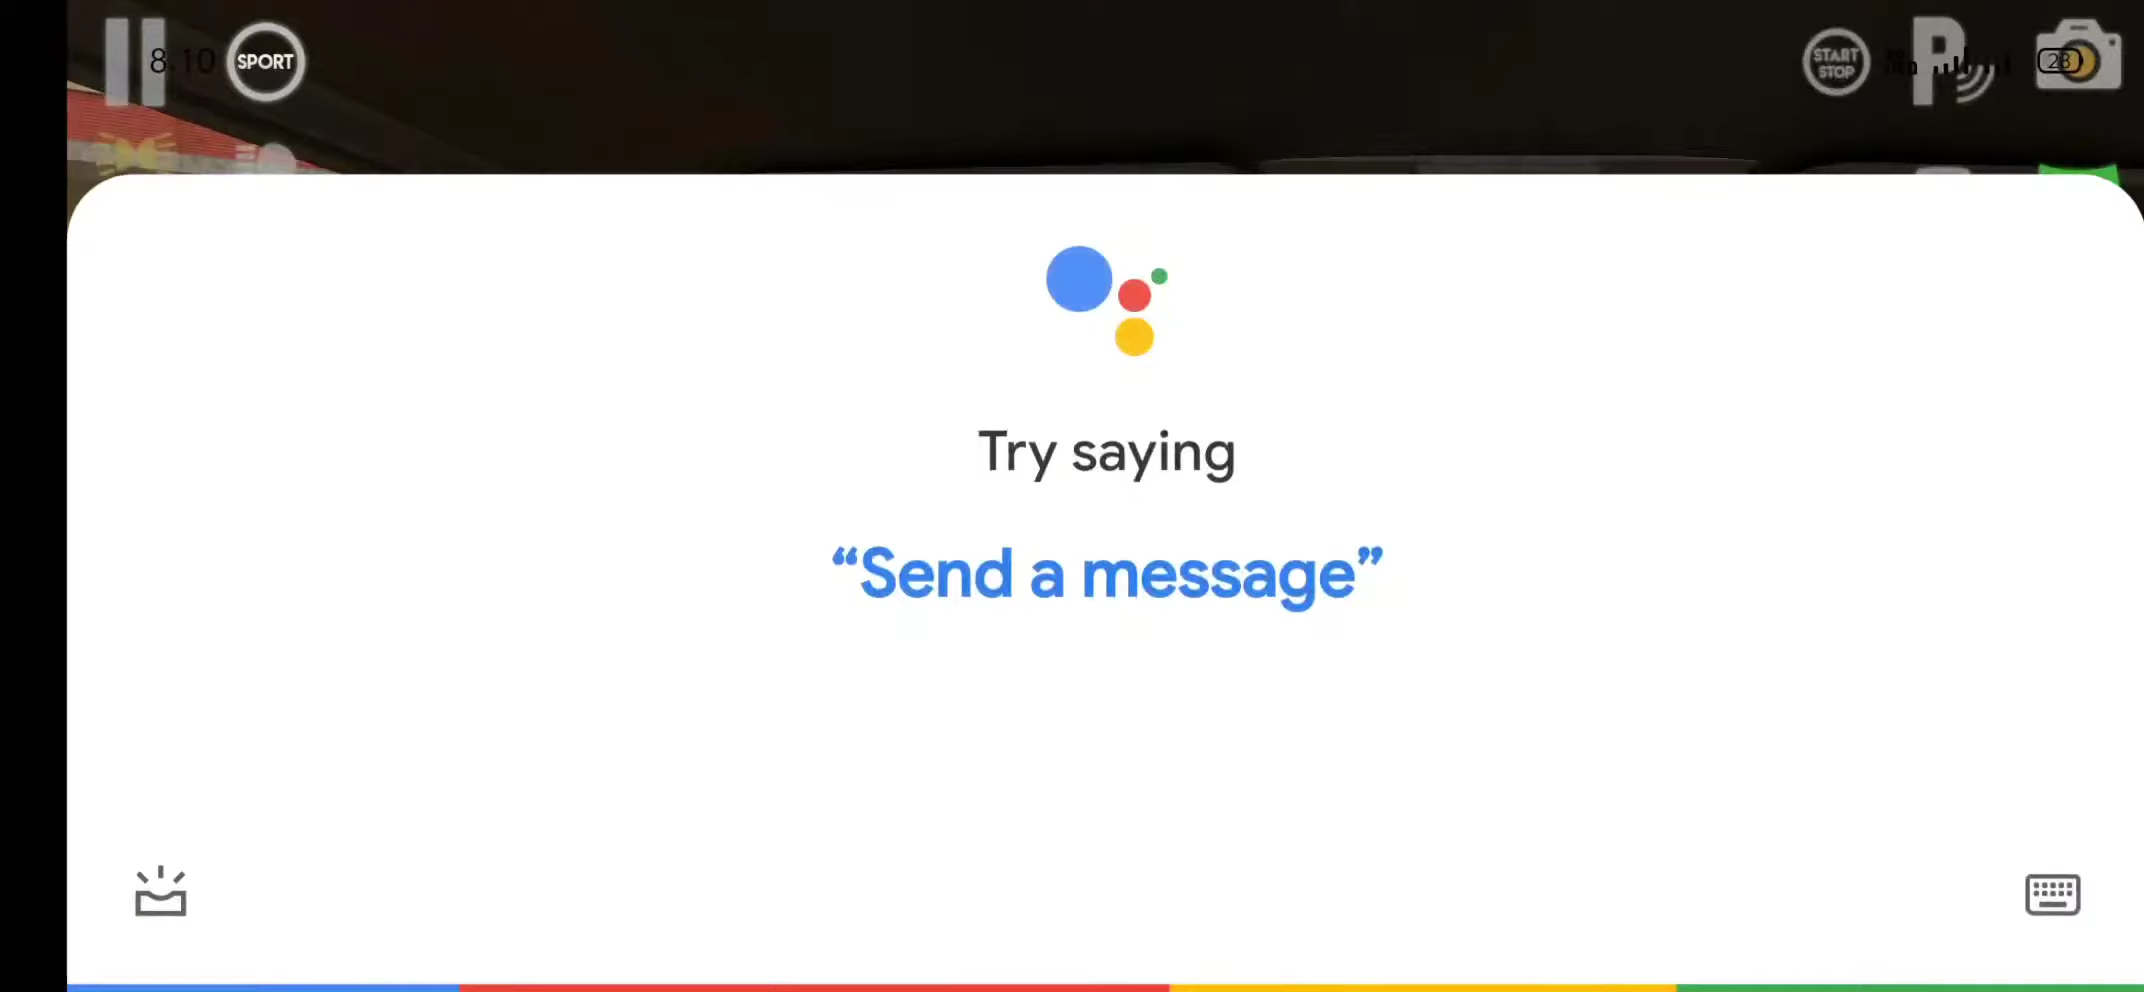 8.10 SPORT START STOP P 28
Try saying
“Send a message”